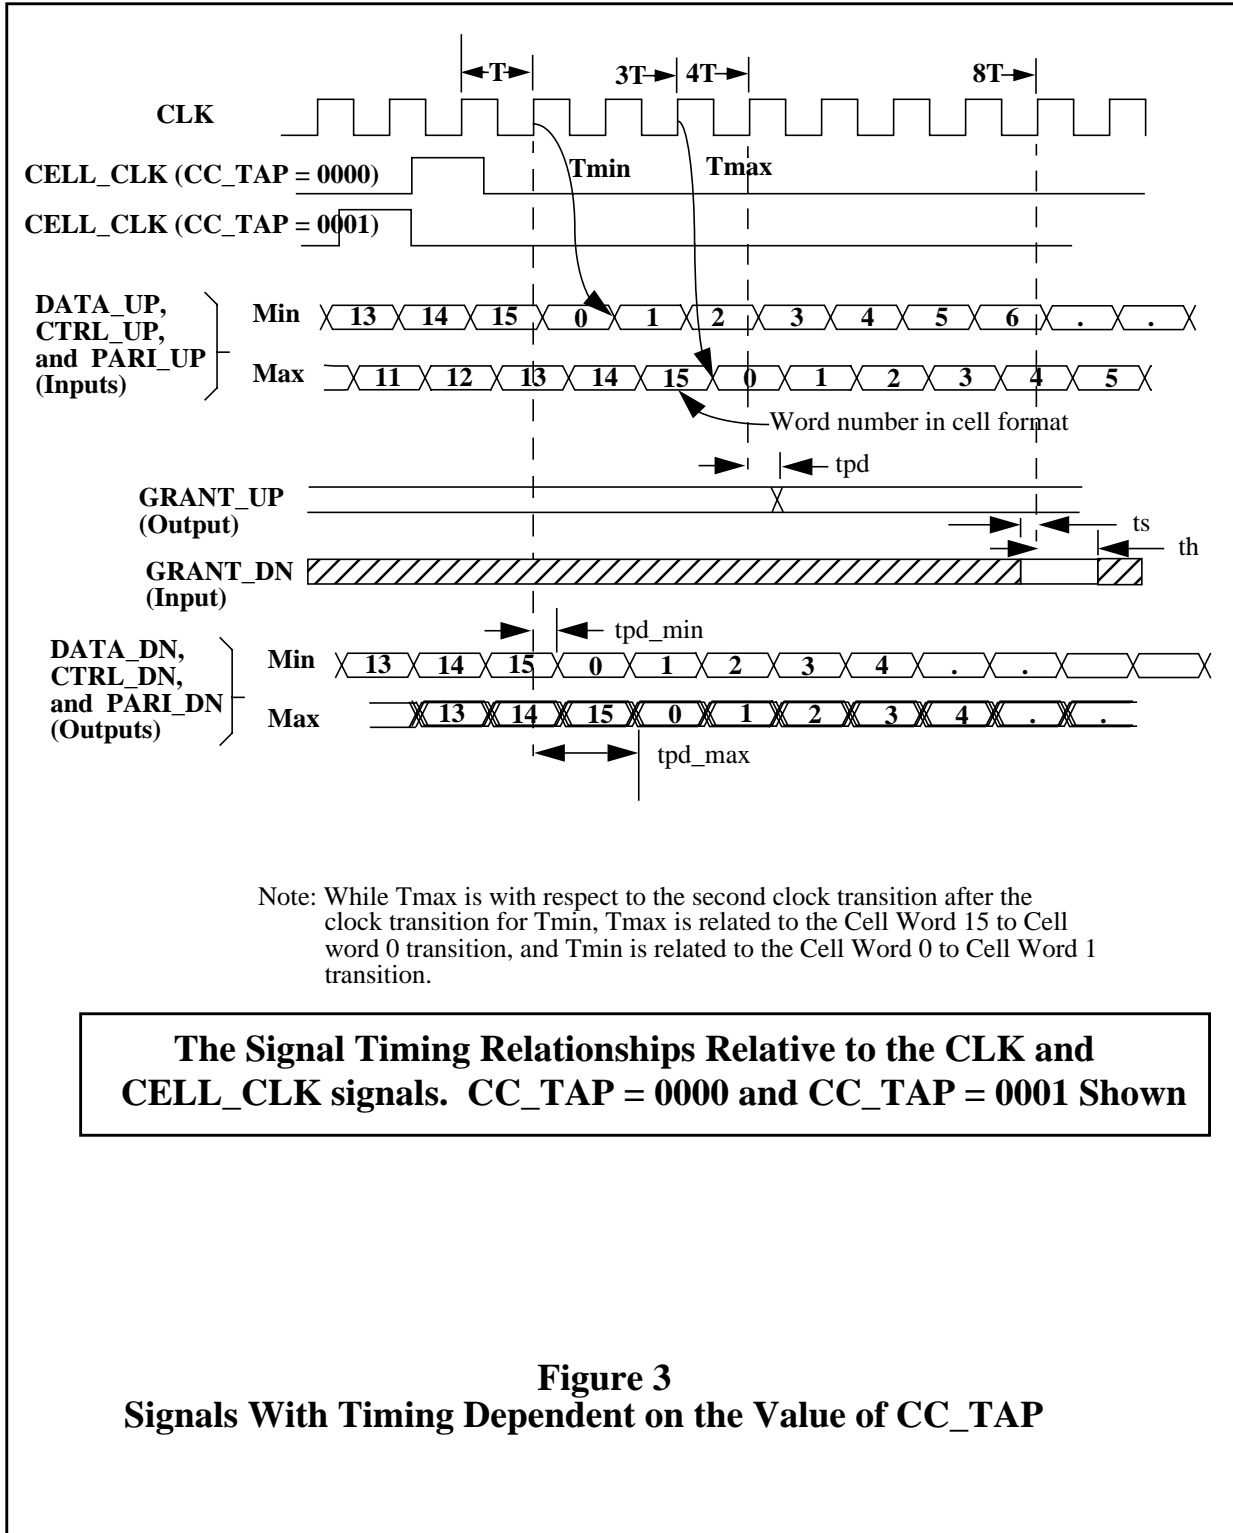 T 3T 4T 8T
CLK
Tmin Tmax
CELL_CLK (CC_TAP = 0000)
CELL_CLK (CC_TAP = 0001)
DATA_UP,
CTRL_UP,
and PARI_UP
(Inputs)
Min 13 14 15 0 1 2 3 4 5 6 . .
Max 11 12 13 14 15 0 1 2 3 4 5
Word number in cell format
tpd
GRANT_UP
(Output)
ts
th
GRANT_DN
(Input)
tpd_min
DATA_DN,
CTRL_DN,
and PARI_DN
(Outputs)
Min 13 14 15 0 1 2 3 4 . .
Max 13 14 15 0 1 2 3 4 . .
tpd_max
Note: While Tmax is with respect to the second clock transition after the
clock transition for Tmin, Tmax is related to the Cell Word 15 to Cell
word 0 transition, and Tmin is related to the Cell Word 0 to Cell Word 1
transition.
The Signal Timing Relationships Relative to the CLK and
CELL_CLK signals. CC_TAP = 0000 and CC_TAP = 0001 Shown
Figure 3
Signals With Timing Dependent on the Value of CC_TAP